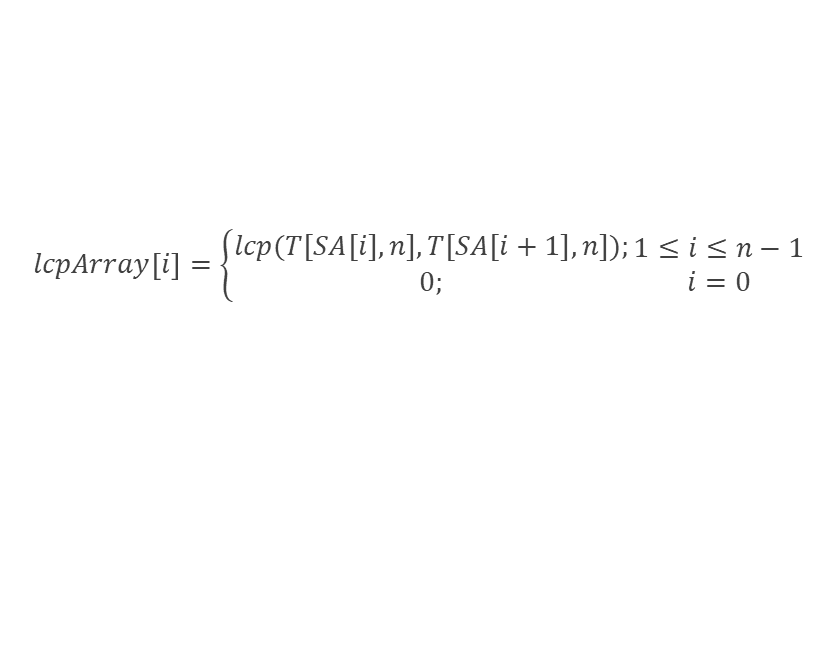 lcpArray[i] = {lcp(T[SA[i], n], T[SA[i + 1], n]); 1 ≤ i ≤ n − 1
0; i = 0